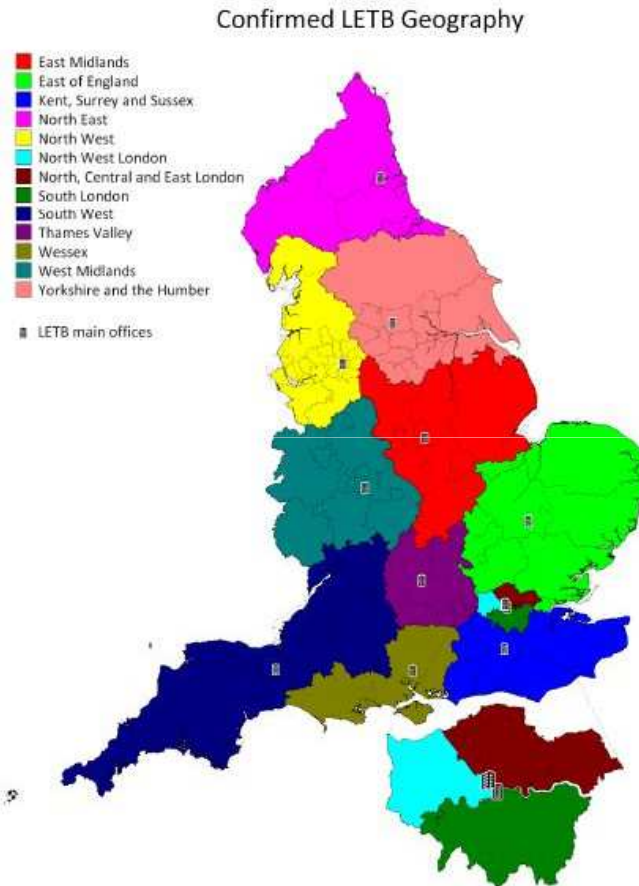 Confirmed LETB Geography
East Midlands
East of England
Kent, Surrey and Sussex
North East
North West
North West London
North, Central and East London
South London
South West
Thames Valley
Wessex
West Midlands
Yorkshire and the Humber
LETB main offices